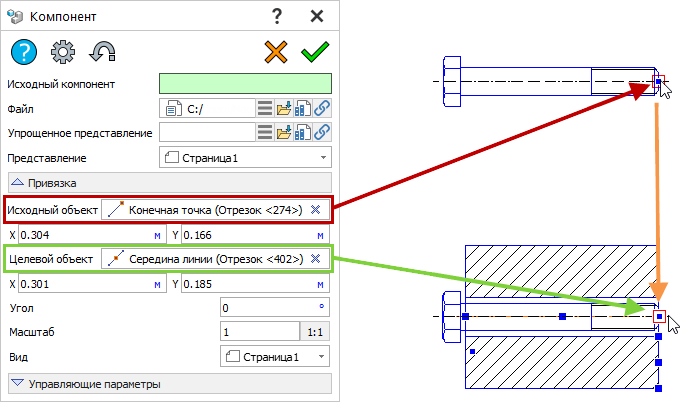 Компонент ? ×
Исходный компонент
Файл C:/
Упрощенное представление
Представление Страница1
Привязка
Исходный объект Конечная точка (Отрезок <274>)
X 0.304 м Y 0.166 м
Целевой объект Середина линии (Отрезок <402>)
X 0.301 м Y 0.185 м
Угол 0 °
Масштаб 1 1:1
Вид Страница1
Управляющие параметры